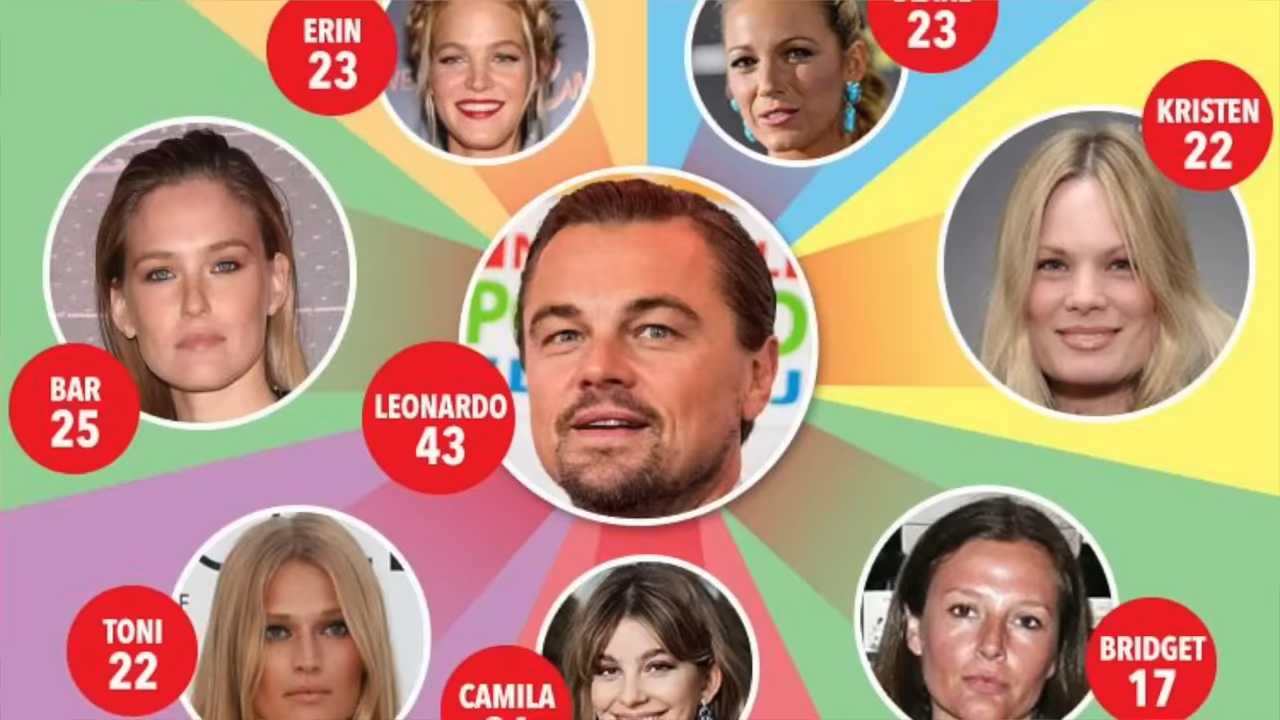 ERIN
23
23
KRISTEN
22
BAR
25
LEONARDO
43
TONI
22
CAMILA
BRIDGET
17